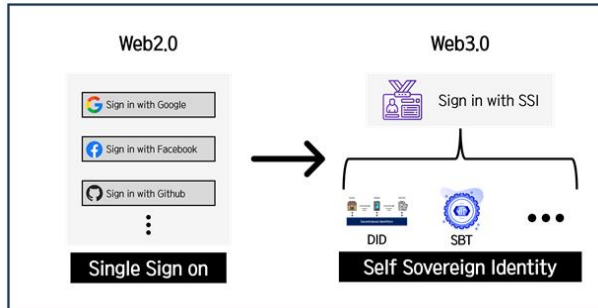 Web2.0
Sign in with Google
Sign in with Facebook
Sign in with Github
Single Sign on
Web3.0
Sign in with SSI
DID
SBT
Self Sovereign Identity